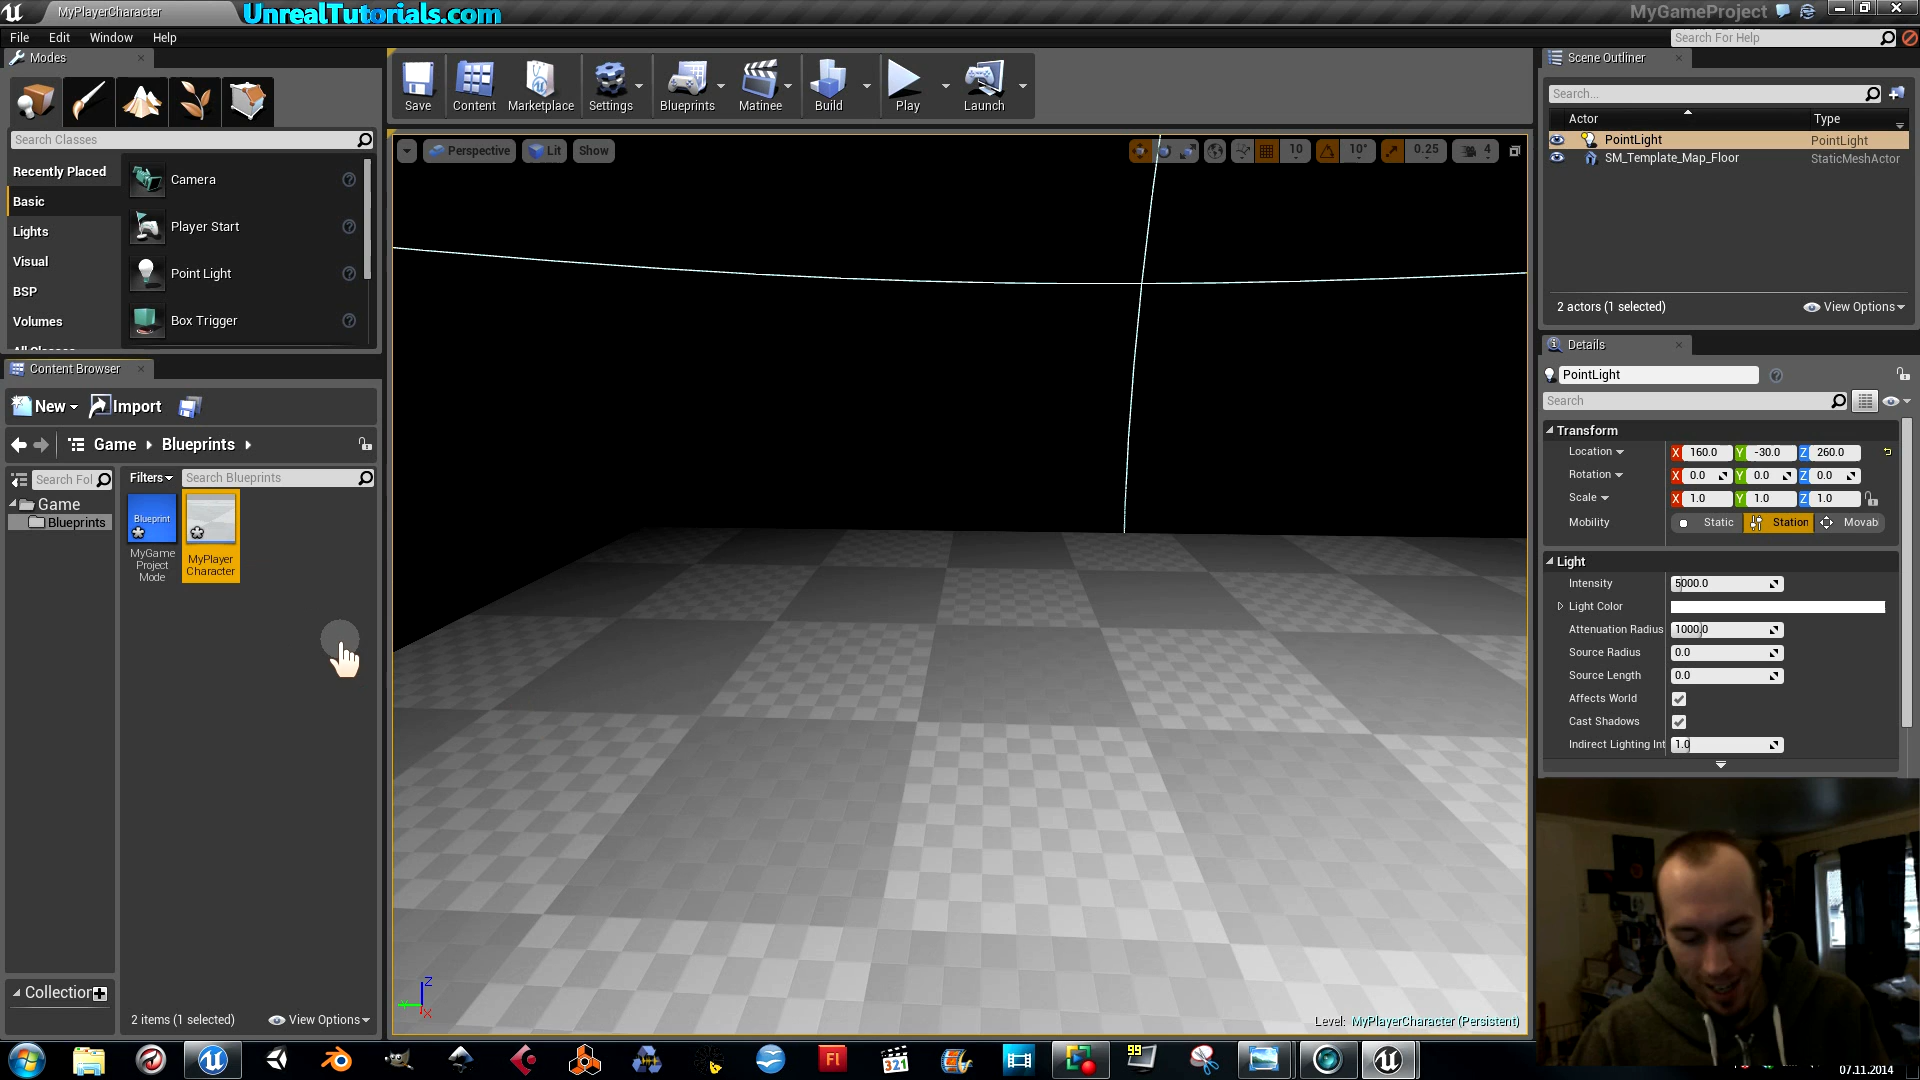 MyPlayerCharacter
UnrealTutorials.com
MyGameProject
File Edit Window Help
Search For Help
Modes
Save Content Marketplace Settings Blueprints Matinee Build Play Launch
Search Classes
Recently Placed
Basic
Lights
Visual
BSP
Volumes
All Classes
Camera
Player Start
Point Light
Box Trigger
Perspective Lit Show
10 10° 0.25 4
Scene Outliner
Search...
Actor Type
PointLight PointLight
SM_Template_Map_Floor StaticMeshActor
2 actors (1 selected) View Options
Content Browser
New Import
Game Blueprints
Search Fol
Filters Search Blueprints
Game
Blueprints
Blueprint
MyGame
Project
Mode
MyPlayer
Character
Collection
2 items (1 selected) View Options
Details
PointLight
Search
Transform
Location X 160.0 Y -30.0 Z 260.0
Rotation X 0.0 Y 0.0 Z 0.0
Scale X 1.0 Y 1.0 Z 1.0
Mobility Static Station Movab
Light
Intensity 5000.0
Light Color
Attenuation Radius 1000.0
Source Radius 0.0
Source Length 0.0
Affects World
Cast Shadows
Indirect Lighting Int 1.0
Z
X
Level: MyPlayerCharacter (Persistent)
Fl
321
99
07.11.2014